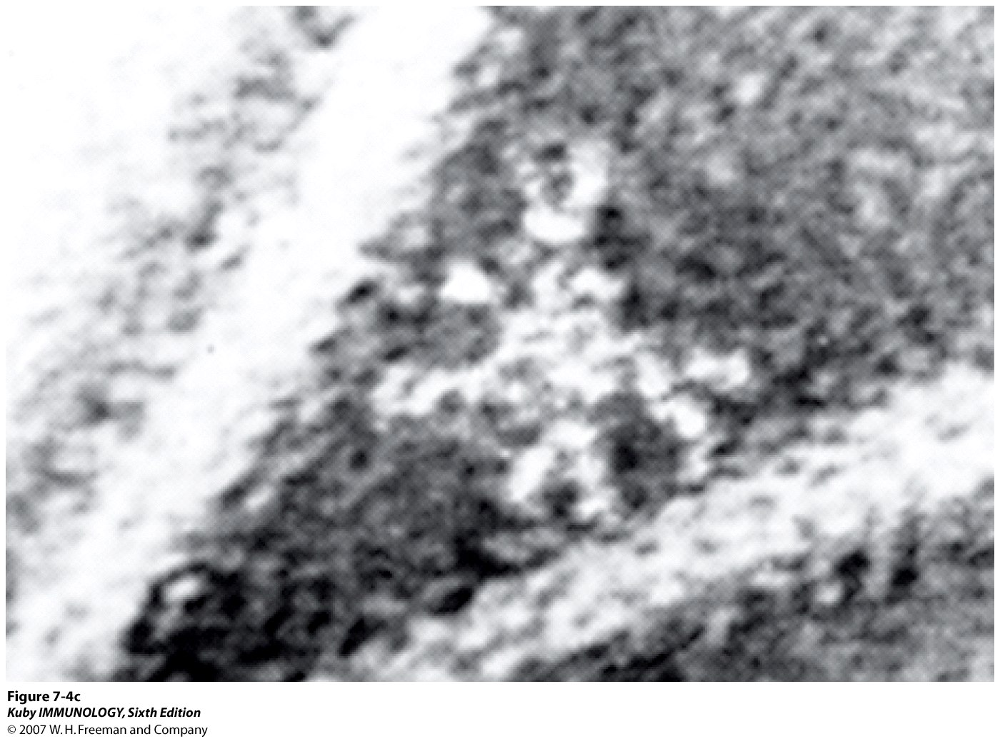 Figure 7-4c
Kuby IMMUNOLOGY, Sixth Edition
© 2007 W. H. Freeman and Company